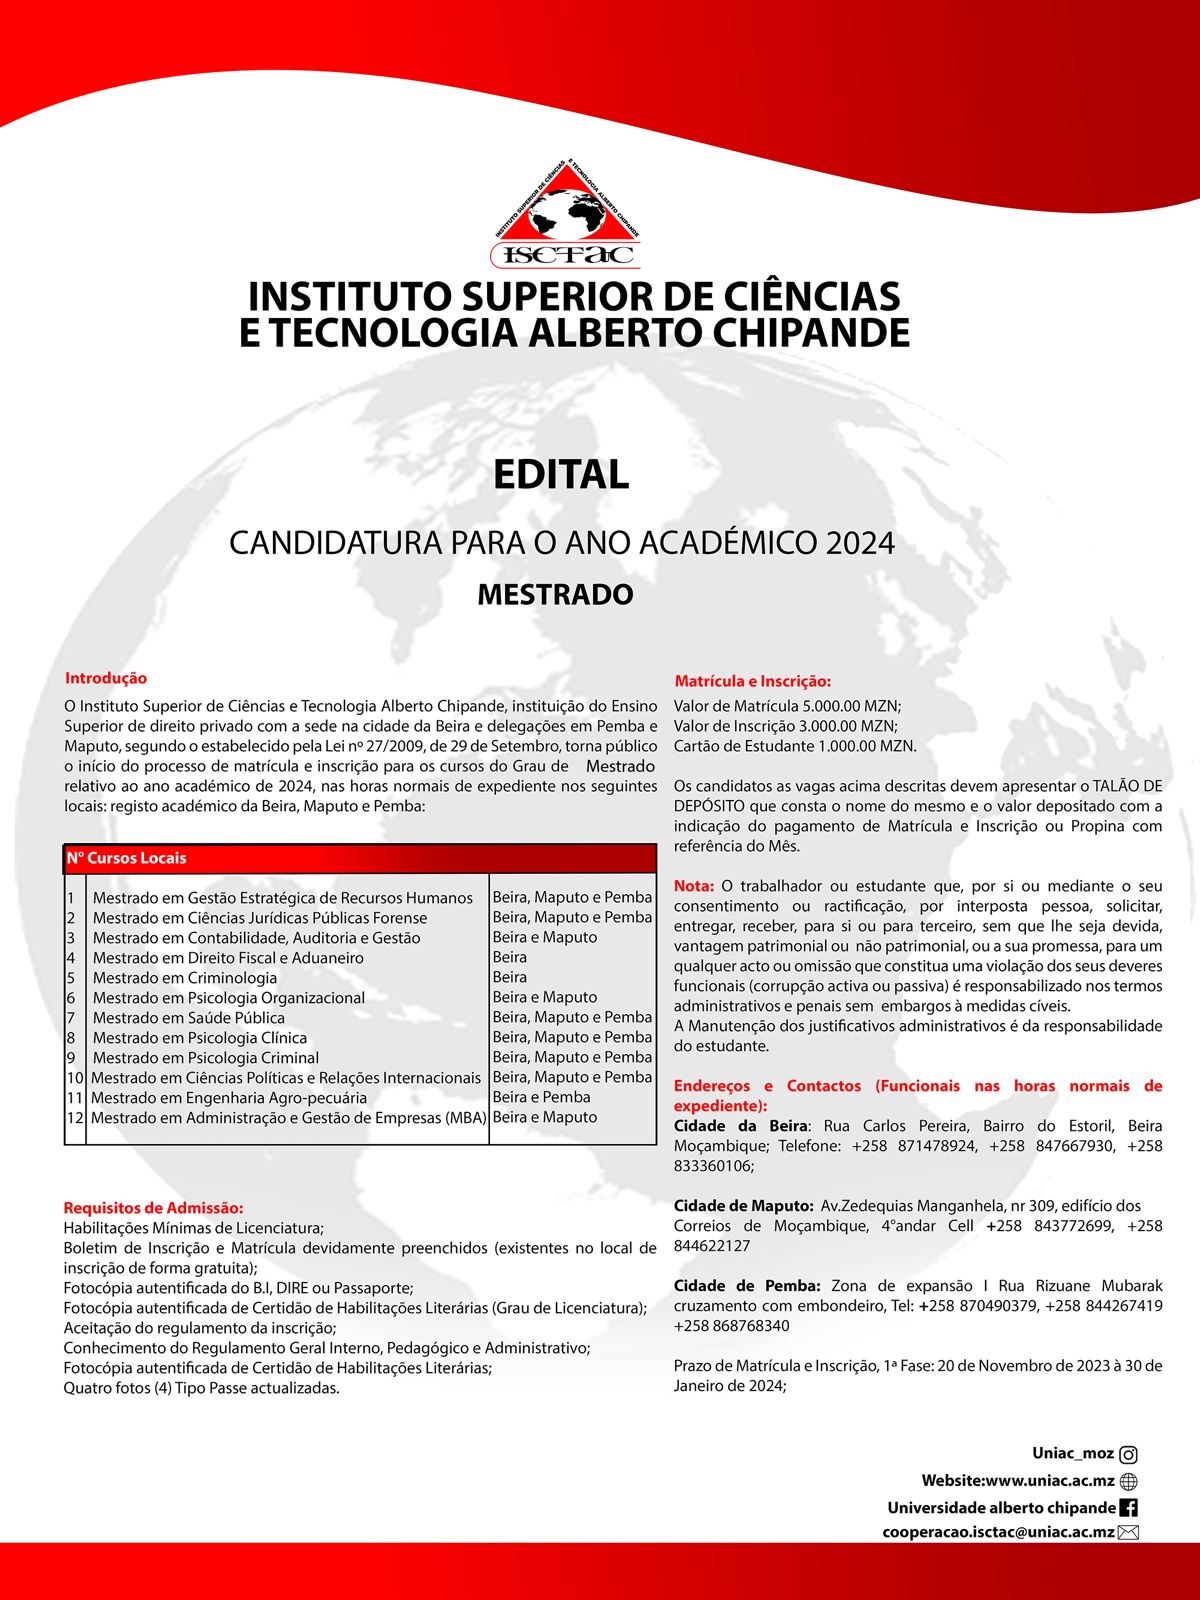 INSTITUTO SUPERIOR DE CIÊNCIAS E TECNOLOGIA ALBERTO CHIPANDE
ISCTAC
INSTITUTO SUPERIOR DE CIÊNCIAS
E TECNOLOGIA ALBERTO CHIPANDE
EDITAL
CANDIDATURA PARA O ANO ACADÉMICO 2024
MESTRADO
Introdução
O Instituto Superior de Ciências e Tecnologia Alberto Chipande, instituição do Ensino
Superior de direito privado com a sede na cidade da Beira e delegações em Pemba e
Maputo, segundo o estabelecido pela Lei nº 27/2009, de 29 de Setembro, torna público
o início do processo de matrícula e inscrição para os cursos do Grau de Mestrado
relativo ao ano académico de 2024, nas horas normais de expediente nos seguintes
locais: registo académico da Beira, Maputo e Pemba:
N° Cursos Locais
1 Mestrado em Gestão Estratégica de Recursos Humanos Beira, Maputo e Pemba
2 Mestrado em Ciências Jurídicas Públicas Forense Beira, Maputo e Pemba
3 Mestrado em Contabilidade, Auditoria e Gestão Beira e Maputo
4 Mestrado em Direito Fiscal e Aduaneiro Beira
5 Mestrado em Criminologia Beira
6 Mestrado em Psicologia Organizacional Beira e Maputo
7 Mestrado em Saúde Pública Beira, Maputo e Pemba
8 Mestrado em Psicologia Clínica Beira, Maputo e Pemba
9 Mestrado em Psicologia Criminal Beira, Maputo e Pemba
10 Mestrado em Ciências Políticas e Relações Internacionais Beira, Maputo e Pemba
11 Mestrado em Engenharia Agro-pecuária Beira e Pemba
12 Mestrado em Administração e Gestão de Empresas (MBA) Beira e Maputo
Requisitos de Admissão:
Habilitações Mínimas de Licenciatura;
Boletim de Inscrição e Matrícula devidamente preenchidos (existentes no local de
inscrição de forma gratuita);
Fotocópia autentificada do B.I, DIRE ou Passaporte;
Fotocópia autentificada de Certidão de Habilitações Literárias (Grau de Licenciatura);
Aceitação do regulamento da inscrição;
Conhecimento do Regulamento Geral Interno, Pedagógico e Administrativo;
Fotocópia autentificada de Certidão de Habilitações Literárias;
Quatro fotos (4) Tipo Passe actualizadas.
Matrícula e Inscrição:
Valor de Matrícula 5.000.00 MZN;
Valor de Inscrição 3.000.00 MZN;
Cartão de Estudante 1.000.00 MZN.
Os candidatos as vagas acima descritas devem apresentar o TALÃO DE
DEPÓSITO que consta o nome do mesmo e o valor depositado com a
indicação do pagamento de Matrícula e Inscrição ou Propina com
referência do Mês.
Nota: O trabalhador ou estudante que, por si ou mediante o seu
consentimento ou ractificação, por interposta pessoa, solicitar,
entregar, receber, para si ou para terceiro, sem que lhe seja devida,
vantagem patrimonial ou não patrimonial, ou a sua promessa, para um
qualquer acto ou omissão que constitua uma violação dos seus deveres
funcionais (corrupção activa ou passiva) é responsabilizado nos termos
administrativos e penais sem embargos à medidas cíveis.
A Manutenção dos justificativos administrativos é da responsabilidade
do estudante.
Endereços e Contactos (Funcionais nas horas normais de
expediente):
Cidade da Beira: Rua Carlos Pereira, Bairro do Estoril, Beira
Moçambique; Telefone: +258 871478924, +258 847667930, +258
833360106;
Cidade de Maputo: Av.Zedequias Manganhela, nr 309, edifício dos
Correios de Moçambique, 4°andar Cell +258 843772699, +258
844622127
Cidade de Pemba: Zona de expansão I Rua Rizuane Mubarak
cruzamento com embondeiro, Tel: +258 870490379, +258 844267419
+258 868768340
Prazo de Matrícula e Inscrição, 1ª Fase: 20 de Novembro de 2023 à 30 de
Janeiro de 2024;
Uniac_moz
Website:www.uniac.ac.mz
Universidade alberto chipande
cooperacao.isctac@uniac.ac.mz